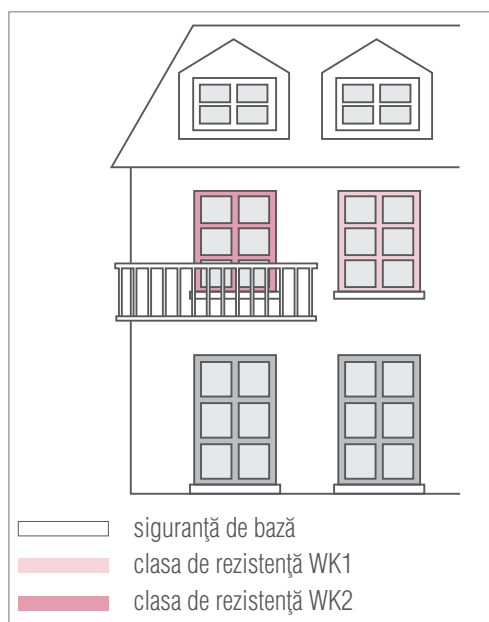 siguranţă de bază
clasa de rezistenţă WK1
clasa de rezistenţă WK2